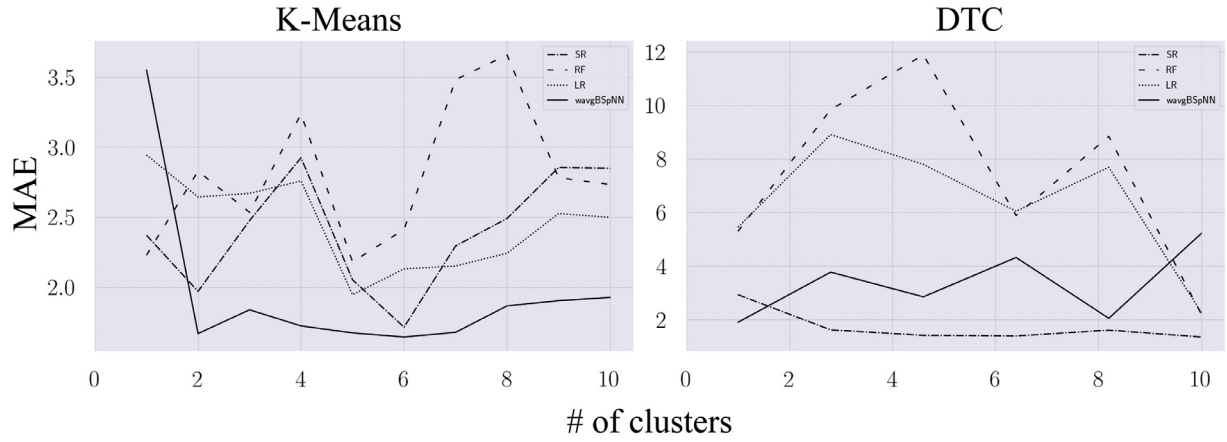 K-Means
DTC
MAE
3.5
3.0
2.5
2.0
0 2 4 6 8 10
SR
RF
LR
wavgBSpNN
12
10
8
6
4
2
0 2 4 6 8 10
SR
RF
LR
wavgBSpNN
# of clusters